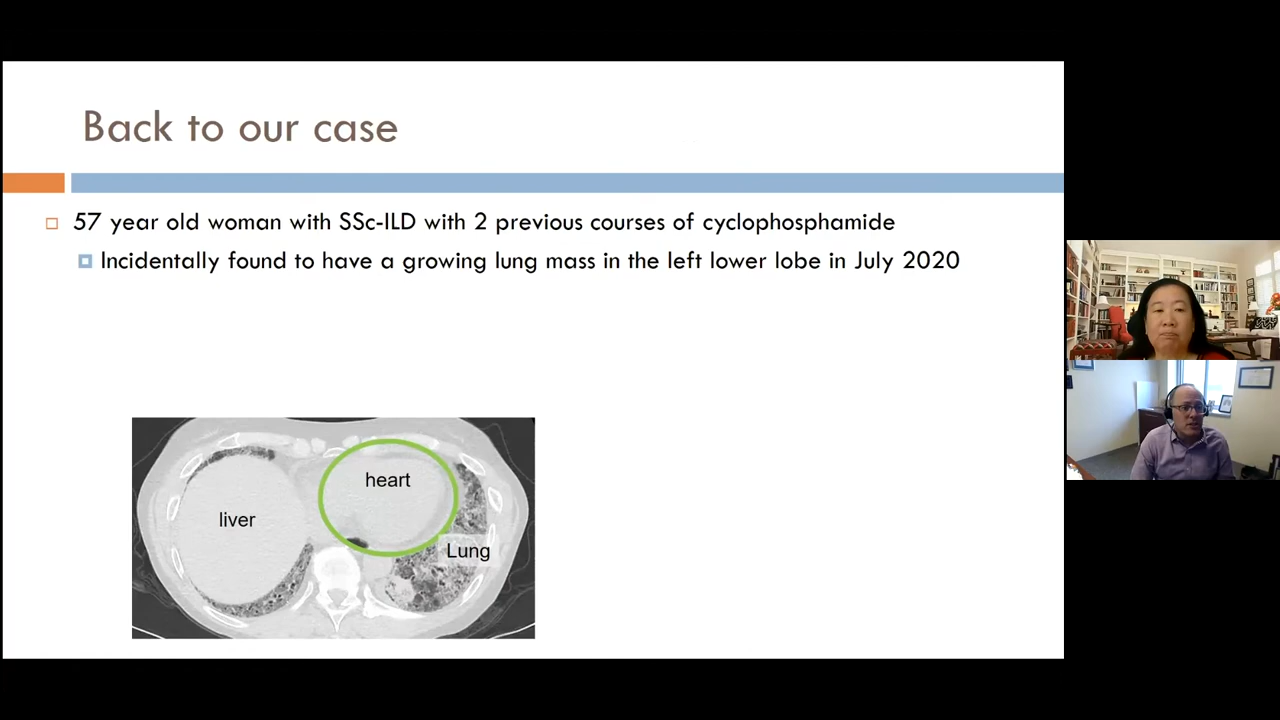 Back to our case
57 year old woman with SSc-ILD with 2 previous courses of cyclophosphamide
Incidentally found to have a growing lung mass in the left lower lobe in July 2020
heart
liver
Lung